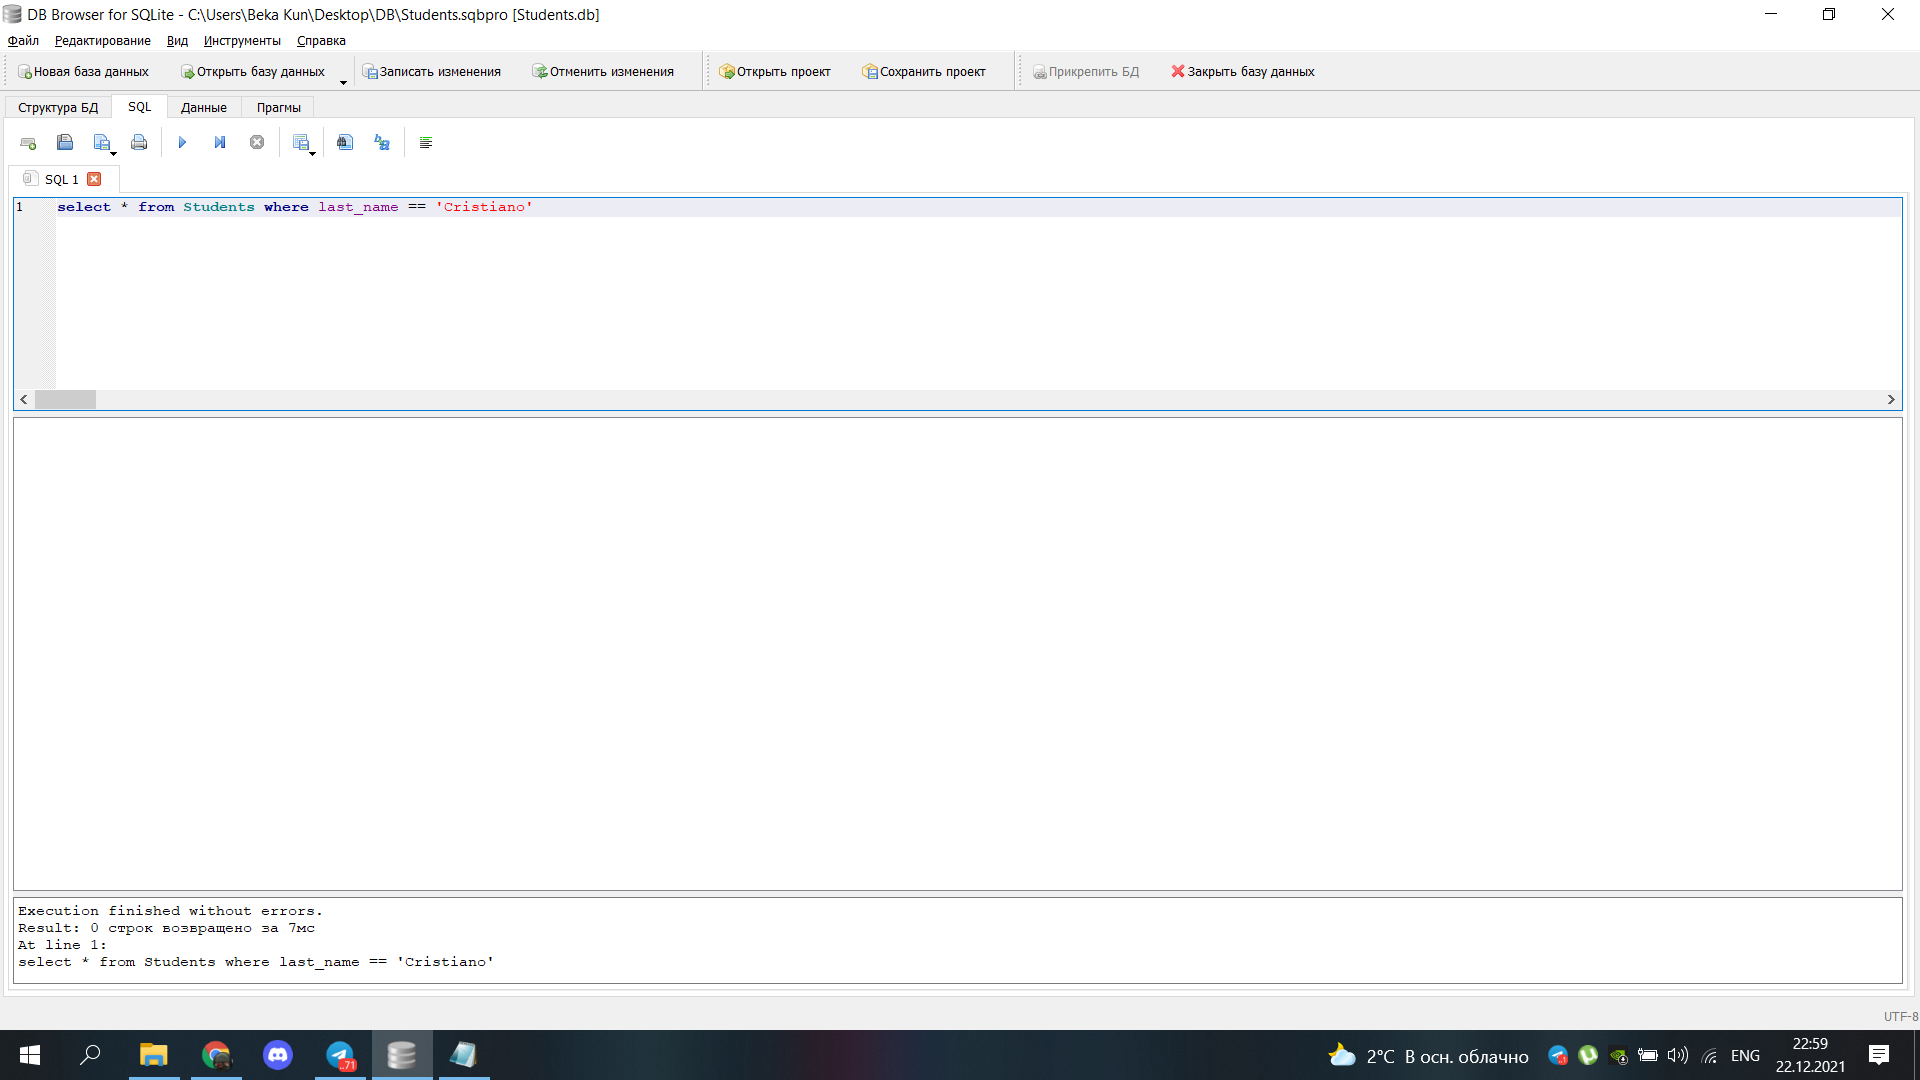 DB Browser for SQLite - C:\Users\Beka Kun\Desktop\DB\Students.sqbpro [Students.db]
Файл Редактирование Вид Инструменты Справка
Новая база данных Открыть базу данных Записать изменения Отменить изменения Открыть проект Сохранить проект Прикрепить БД Закрыть базу данных
Структура БД SQL Данные Прагмы
SQL 1
1 select * from Students where last_name == 'Cristiano'
Execution finished without errors.
Result: 0 строк возвращено за 7мс
At line 1:
select * from Students where last_name == 'Cristiano'
UTF-8
2°C В осн. облачно ENG
22:59
22.12.2021
..71